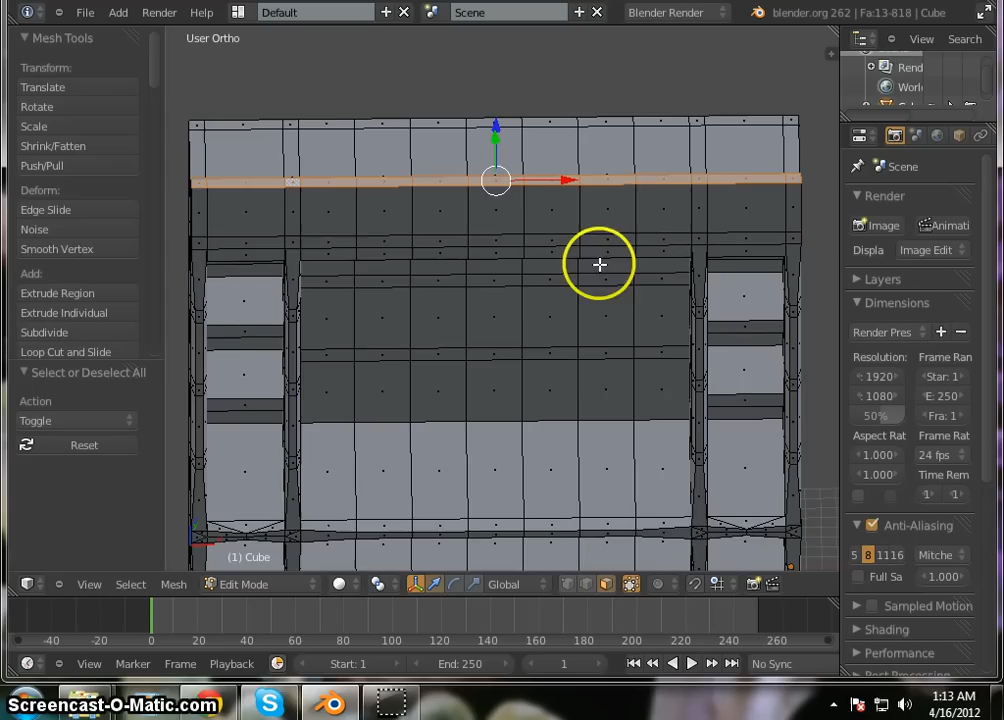 File Add Render Help Default Scene Blender Render blender.org 262 | Fa:13-818 | Cube
Mesh Tools
Transform:
Translate
Rotate
Scale
Shrink/Fatten
Push/Pull
Deform:
Edge Slide
Noise
Smooth Vertex
Add:
Extrude Region
Extrude Individual
Subdivide
Loop Cut and Slide
Select or Deselect All
Action
Toggle
Reset
User Ortho
(1) Cube
View Select Mesh Edit Mode Global
View Search
Rend
Worl
Scene
Render
Image Animati
Displa Image Edit
Layers
Dimensions
Render Pres
Resolution: Frame Ran
1920 Star: 1
1080 E: 250
50% Fra: 1
Aspect Rat Frame Rat
1.000 24 fps
1.000 Time Rem
1 1
Anti-Aliasing
5 8 1116 Mitche
Full Sa 1.000
Sampled Motion
Shading
Performance
-40 -20 0 20 40 60 80 100 120 140 160 180 200 220 240 260 280
View Marker Frame Playback Start: 1 End: 250 1 No Sync
Screencast-O-Matic.com
1:13 AM
4/16/2012